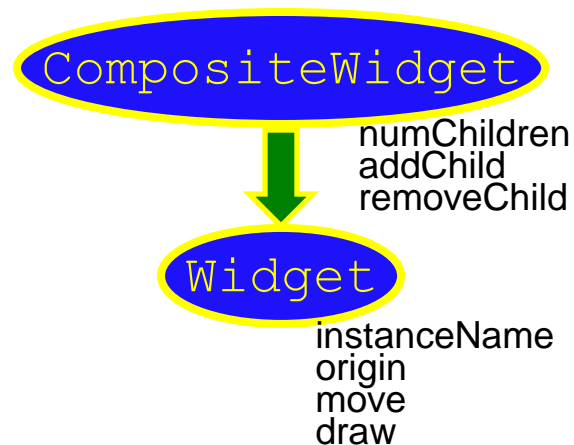 CompositeWidget
numChildren
addChild
removeChild
Widget
instanceName
origin
move
draw